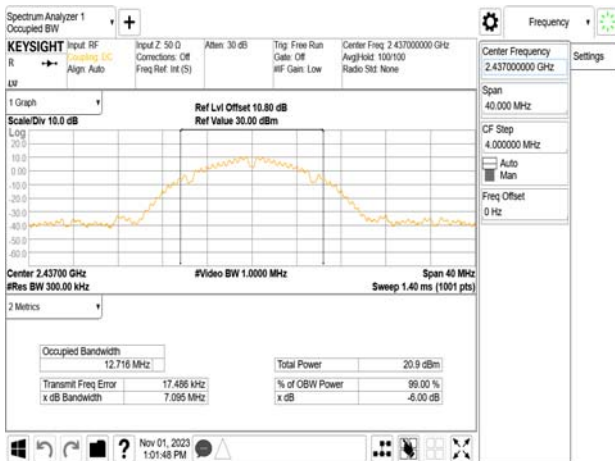 Spectrum Analyzer 1
Occupied BW
Frequency
KEYSIGHT
R
Input: RF
Coupling: DC
Align: Auto
Input Z: 50 Ω
Corrections: Off
Freq Ref: Int (S)
Atten: 30 dB
Trig: Free Run
Gate: Off
#IF Gain: Low
Center Freq: 2.437000000 GHz
Avg|Hold: 100/100
Radio Std: None
Center Frequency
2.437000000 GHz
Settings
Span
40.000 MHz
CF Step
4.000000 MHz
Auto
Man
Freq Offset
0 Hz
1 Graph
Scale/Div 10.0 dB
Ref Lvl Offset 10.80 dB
Ref Value 30.00 dBm
Log
20.0
10.0
0.00
-10.0
-20.0
-30.0
-40.0
-50.0
-60.0
Center 2.43700 GHz
#Res BW 300.00 kHz
#Video BW 1.0000 MHz
Span 40 MHz
Sweep 1.40 ms (1001 pts)
2 Metrics
Occupied Bandwidth
12.716 MHz
Total Power 20.9 dBm
Transmit Freq Error 17.486 kHz
% of OBW Power 99.00 %
x dB Bandwidth 7.095 MHz
x dB -6.00 dB
?
Nov 01, 2023
1:01:48 PM